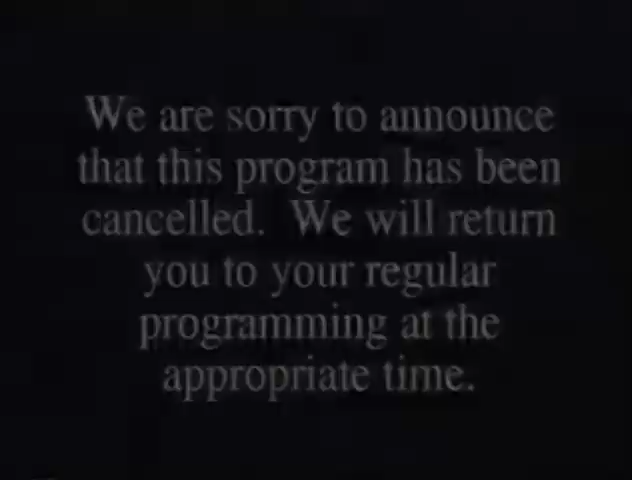 We are sorry to announce
that this program has been
cancelled.  We will return
you to your regular
programming at the
appropriate time.